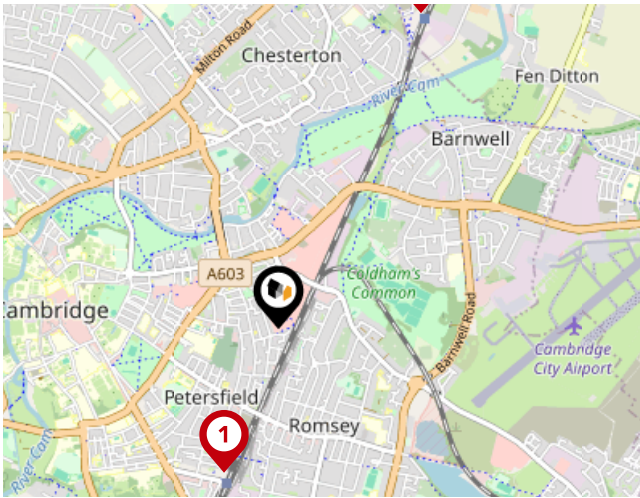 Milton Road
Chesterton
River Cam
Fen Ditton
Barnwell
A603
Coldham's
Common
Cambridge
Barnwell Road
Cambridge
City Airport
Petersfield
1
Romsey
River Cam